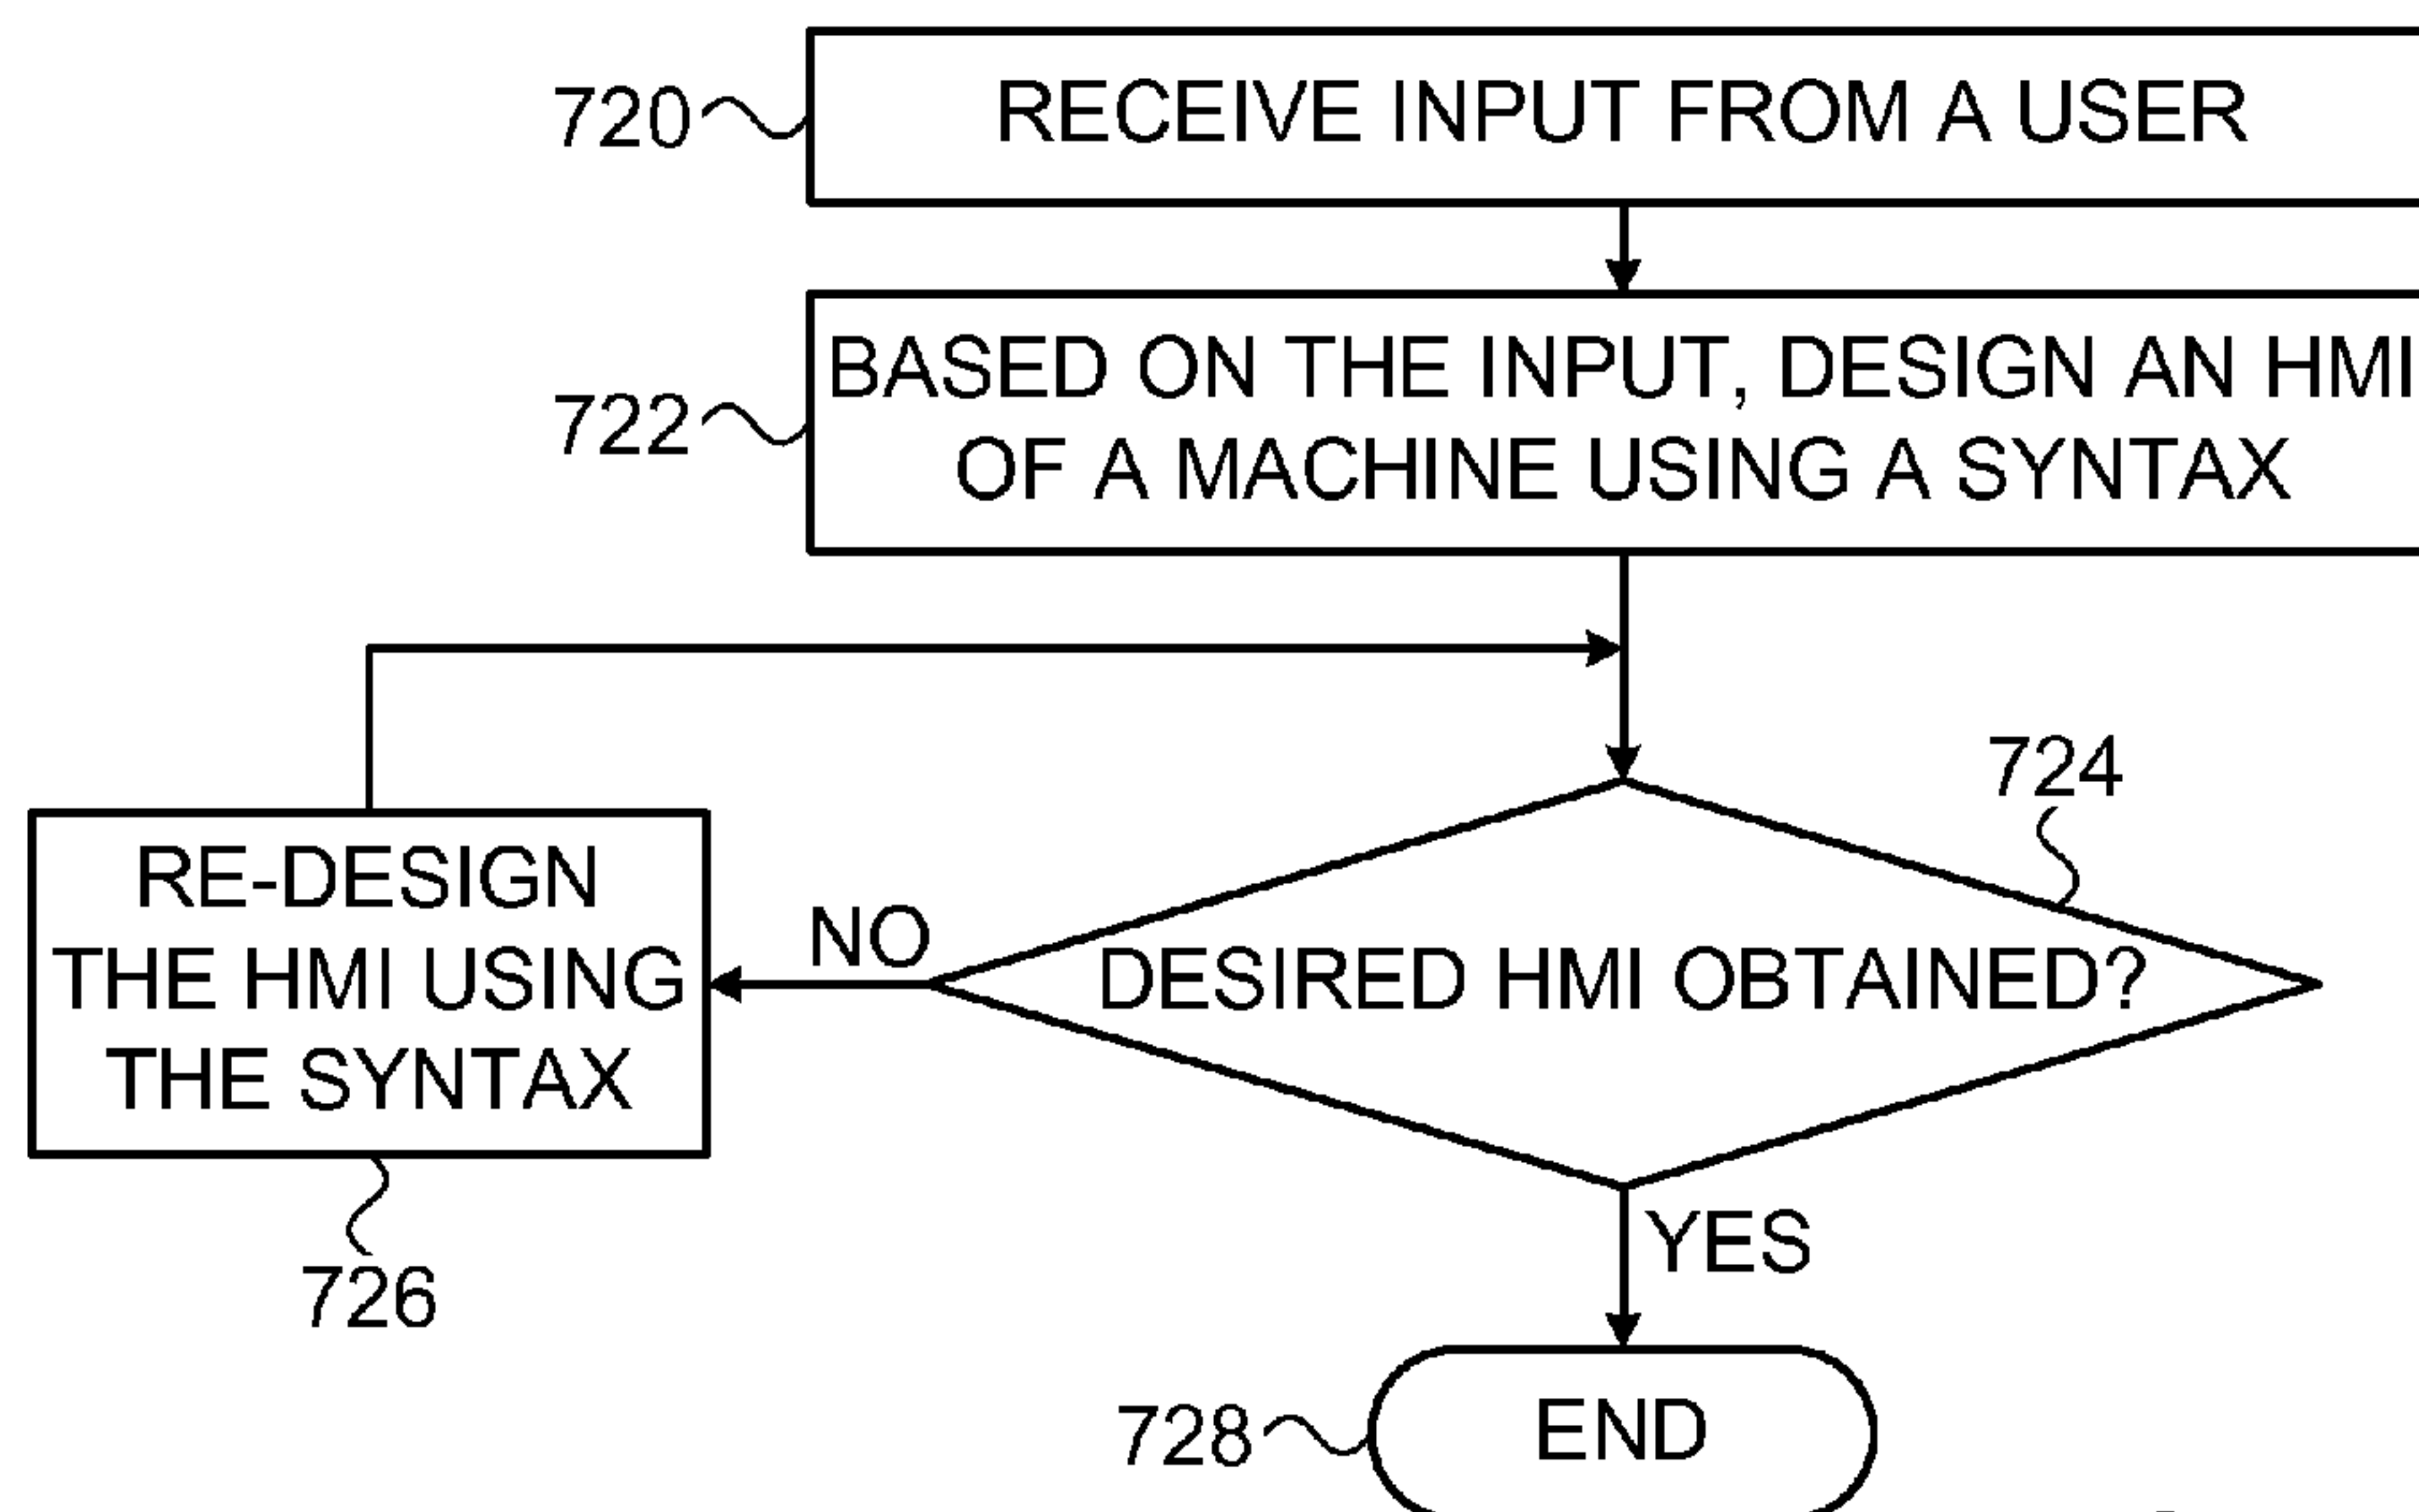 720
RECEIVE INPUT FROM A USER
722
BASED ON THE INPUT, DESIGN AN HMI
OF A MACHINE USING A SYNTAX
724
DESIRED HMI OBTAINED?
NO
RE-DESIGN
THE HMI USING
THE SYNTAX
726
YES
728
END